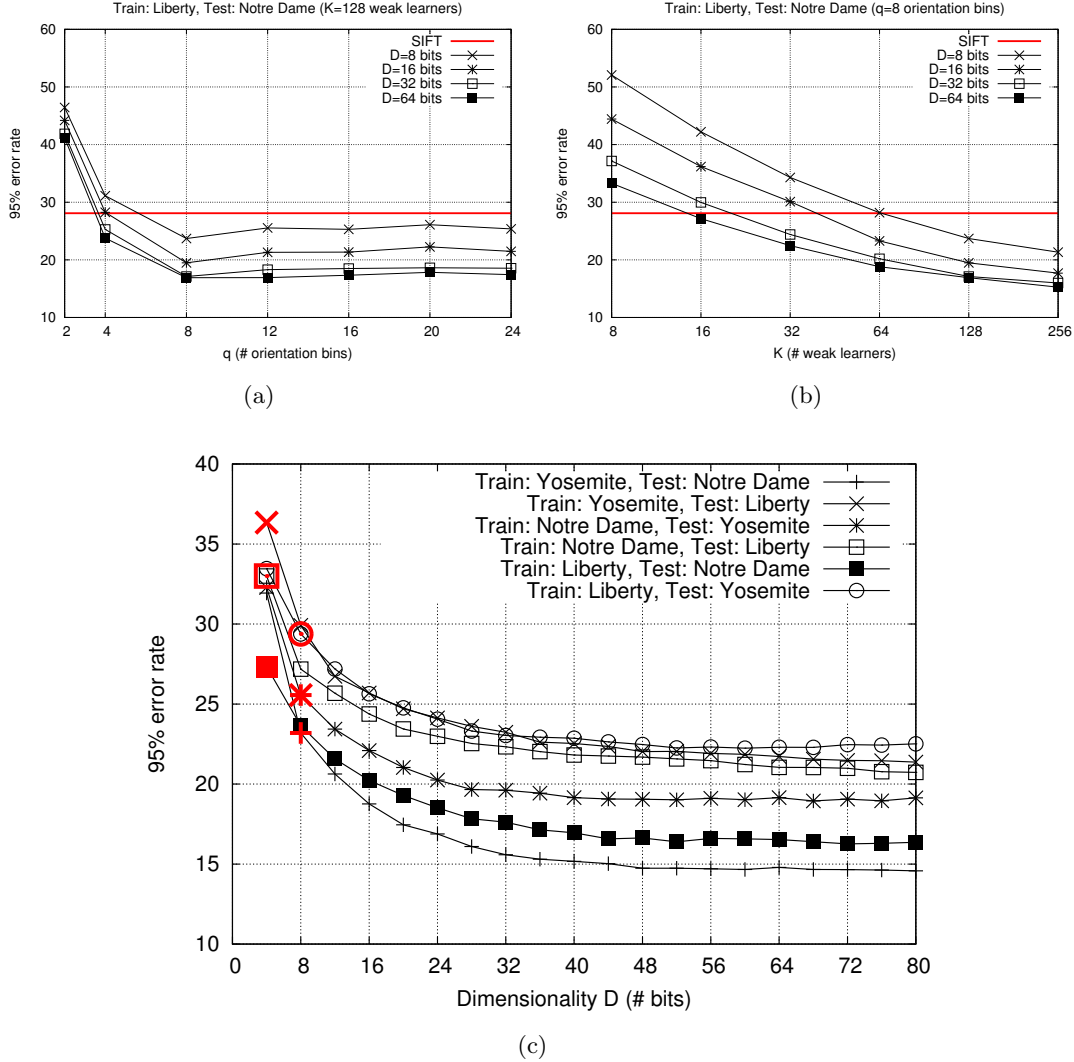 Train: Liberty, Test: Notre Dame (K=128 weak learners)
60
50
40
30
20
10
95% error rate
SIFT
D=8 bits
D=16 bits
D=32 bits
D=64 bits
2 4 8 12 16 20 24
q (# orientation bins)
(a)
Train: Liberty, Test: Notre Dame (q=8 orientation bins)
60
50
40
30
20
10
95% error rate
SIFT
D=8 bits
D=16 bits
D=32 bits
D=64 bits
8 16 32 64 128 256
K (# weak learners)
(b)
40
35
30
25
20
15
10
95% error rate
Train: Yosemite, Test: Notre Dame
Train: Yosemite, Test: Liberty
Train: Notre Dame, Test: Yosemite
Train: Notre Dame, Test: Liberty
Train: Liberty, Test: Notre Dame
Train: Liberty, Test: Yosemite
0 8 16 24 32 40 48 56 64 72 80
Dimensionality D (# bits)
(c)